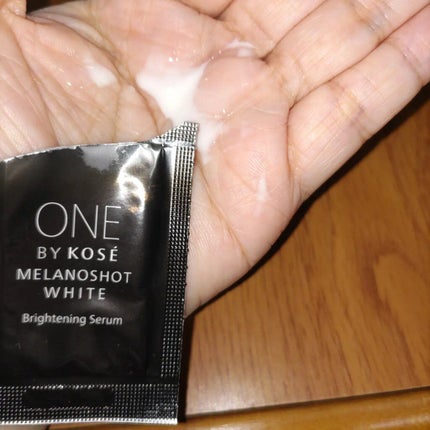 ONE
BY KOSÉ
MELANOSHOT
WHITE
Brightening Serum